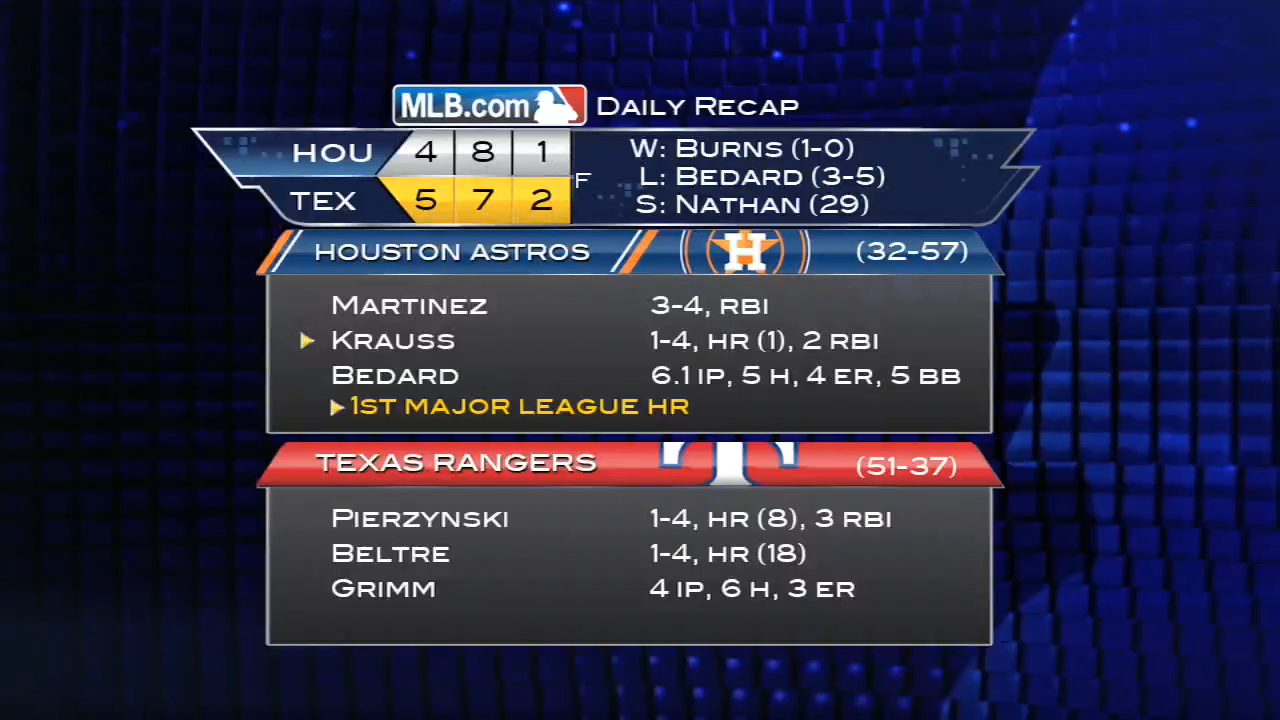 MLB.com DAILY RECAP
HOU 4 8 1
TEX 5 7 2
F
W: BURNS (1-0)
L: BEDARD (3-5)
S: NATHAN (29)
HOUSTON ASTROS H (32-57)
MARTINEZ 3-4, RBI
KRAUSS 1-4, HR (1), 2 RBI
BEDARD 6.1 IP, 5 H, 4 ER, 5 BB
1ST MAJOR LEAGUE HR
TEXAS RANGERS T (51-37)
PIERZYNSKI 1-4, HR (8), 3 RBI
BELTRE 1-4, HR (18)
GRIMM 4 IP, 6 H, 3 ER